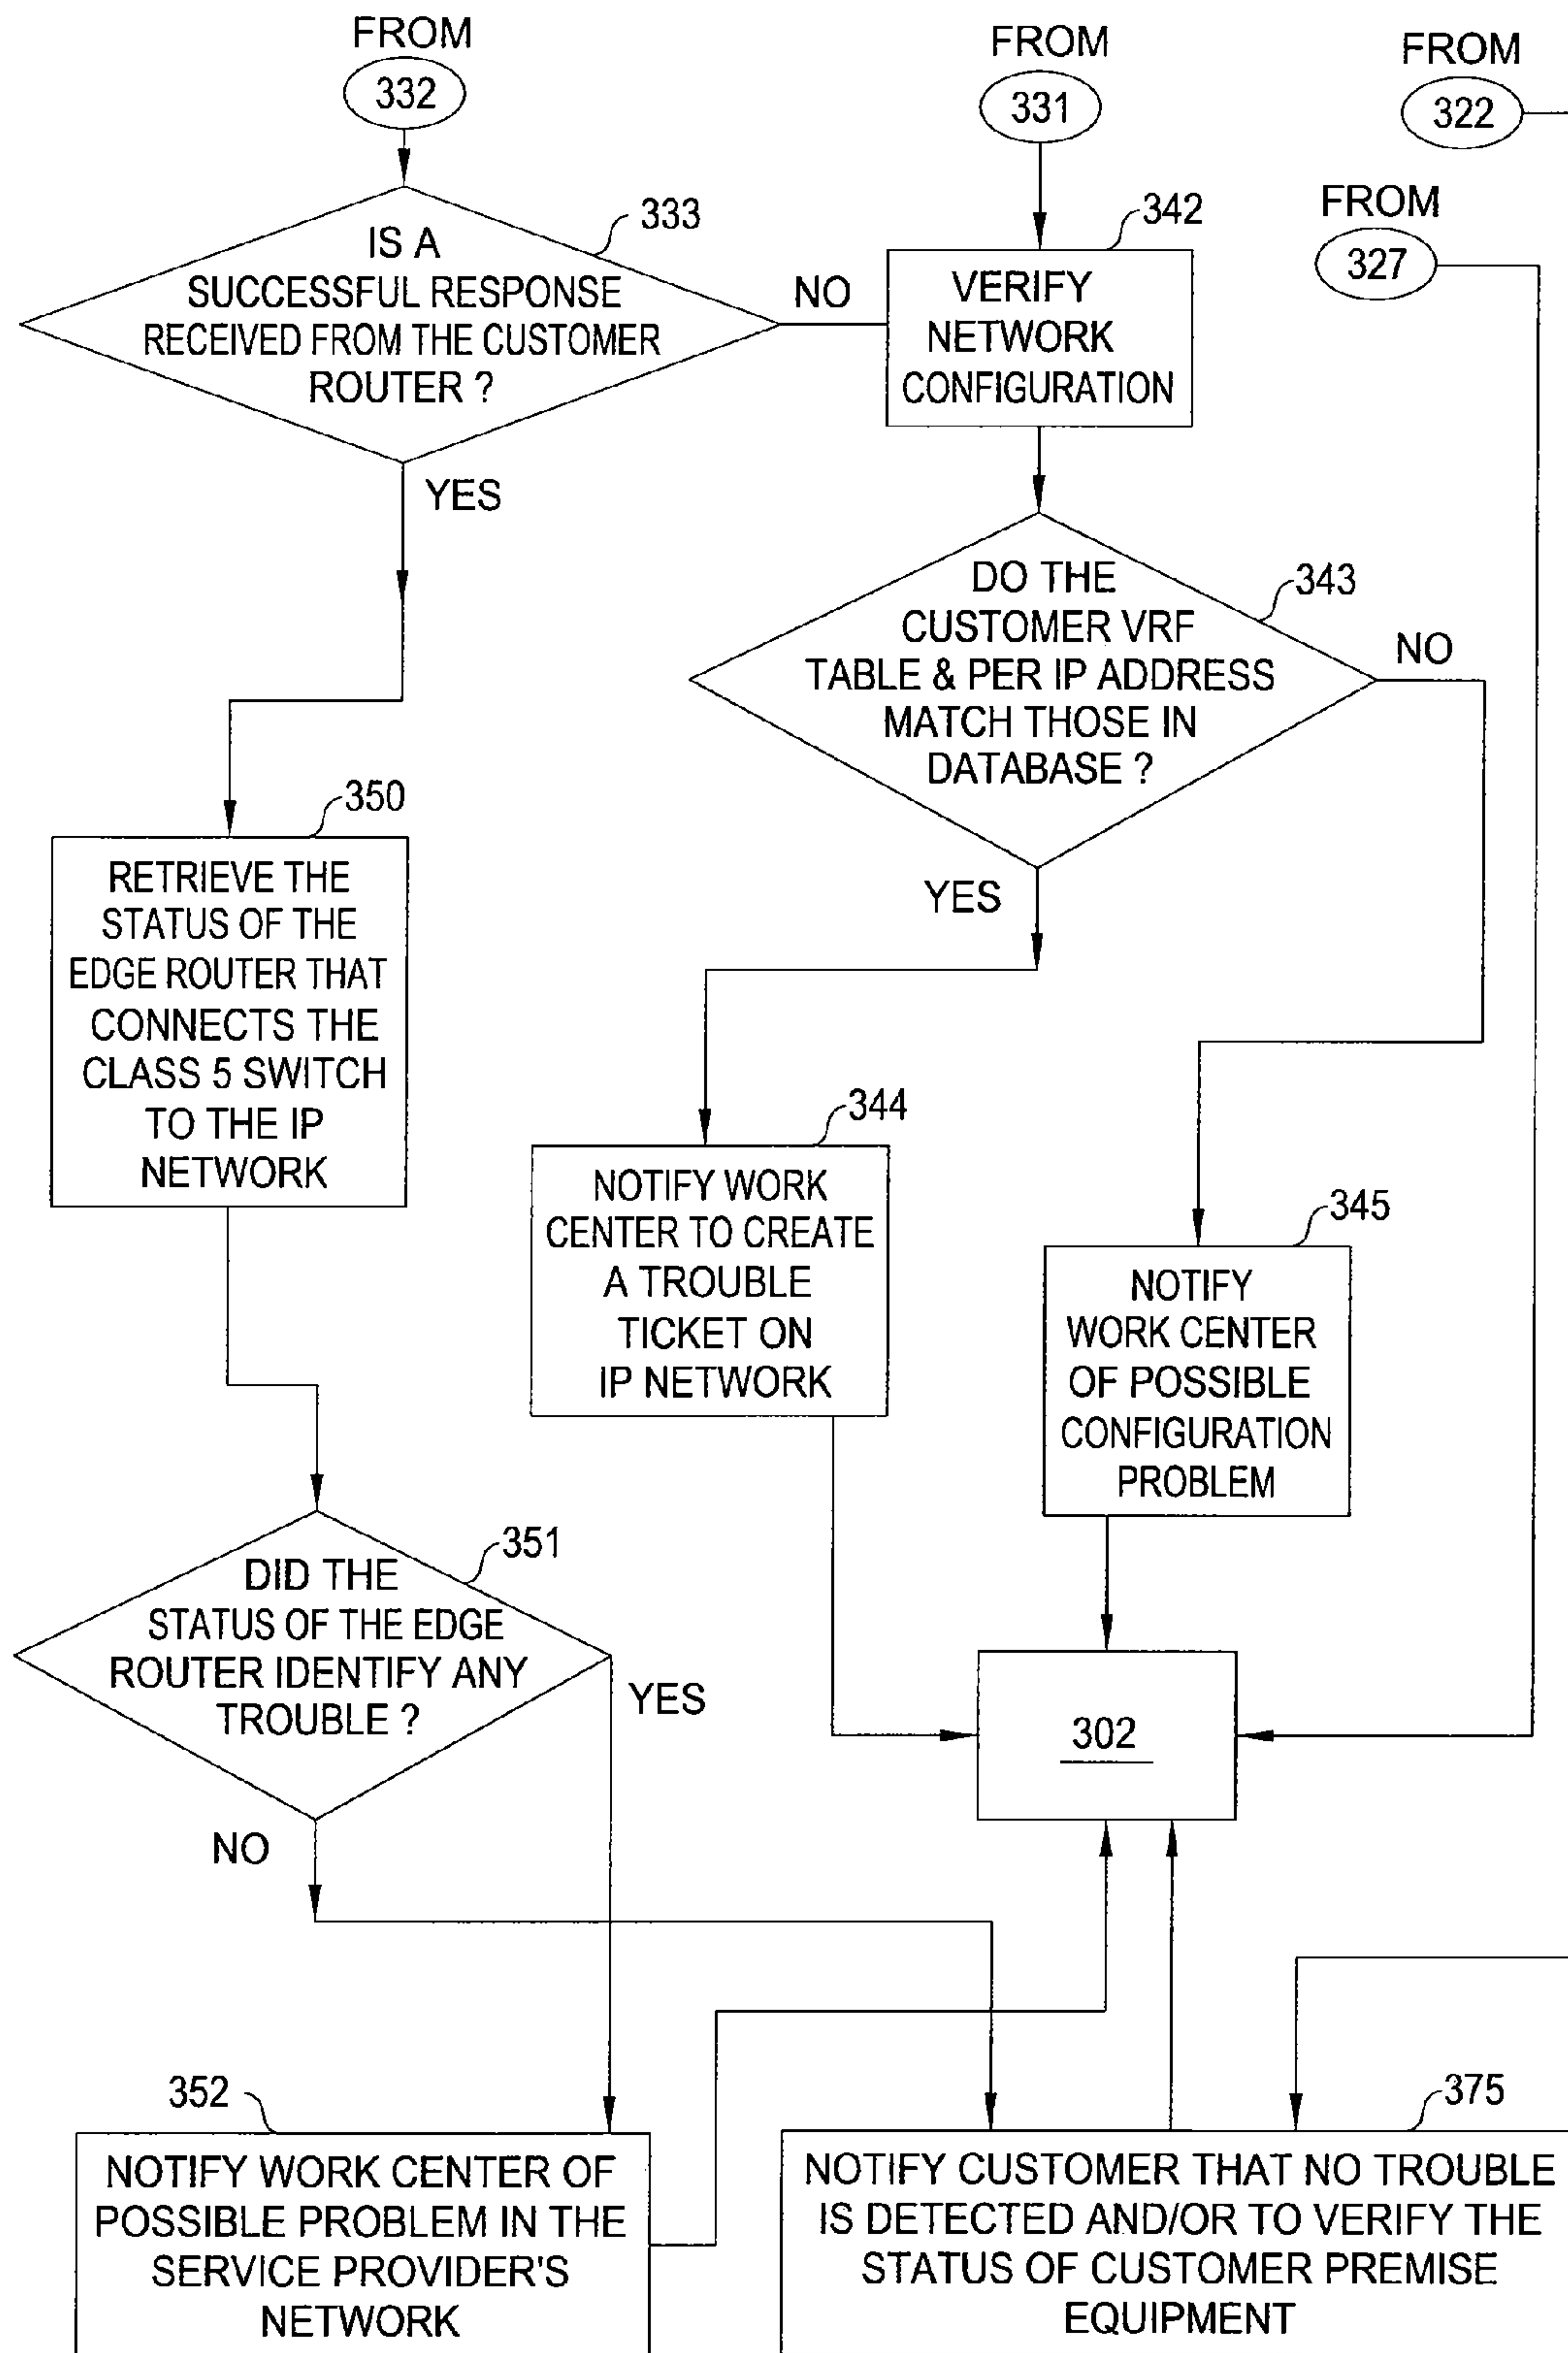 FROM
332
FROM
331
FROM
322
FROM
327
333
IS A
SUCCESSFUL RESPONSE
RECEIVED FROM THE CUSTOMER
ROUTER ?
NO
YES
342
VERIFY
NETWORK
CONFIGURATION
343
DO THE
CUSTOMER VRF
TABLE & PER IP ADDRESS
MATCH THOSE IN
DATABASE ?
NO
YES
350
RETRIEVE THE
STATUS OF THE
EDGE ROUTER THAT
CONNECTS THE
CLASS 5 SWITCH
TO THE IP
NETWORK
344
NOTIFY WORK
CENTER TO CREATE
A TROUBLE
TICKET ON
IP NETWORK
345
NOTIFY
WORK CENTER
OF POSSIBLE
CONFIGURATION
PROBLEM
351
DID THE
STATUS OF THE EDGE
ROUTER IDENTIFY ANY
TROUBLE ?
YES
NO
302
352
NOTIFY WORK CENTER OF
POSSIBLE PROBLEM IN THE
SERVICE PROVIDER'S
NETWORK
375
NOTIFY CUSTOMER THAT NO TROUBLE
IS DETECTED AND/OR TO VERIFY THE
STATUS OF CUSTOMER PREMISE
EQUIPMENT